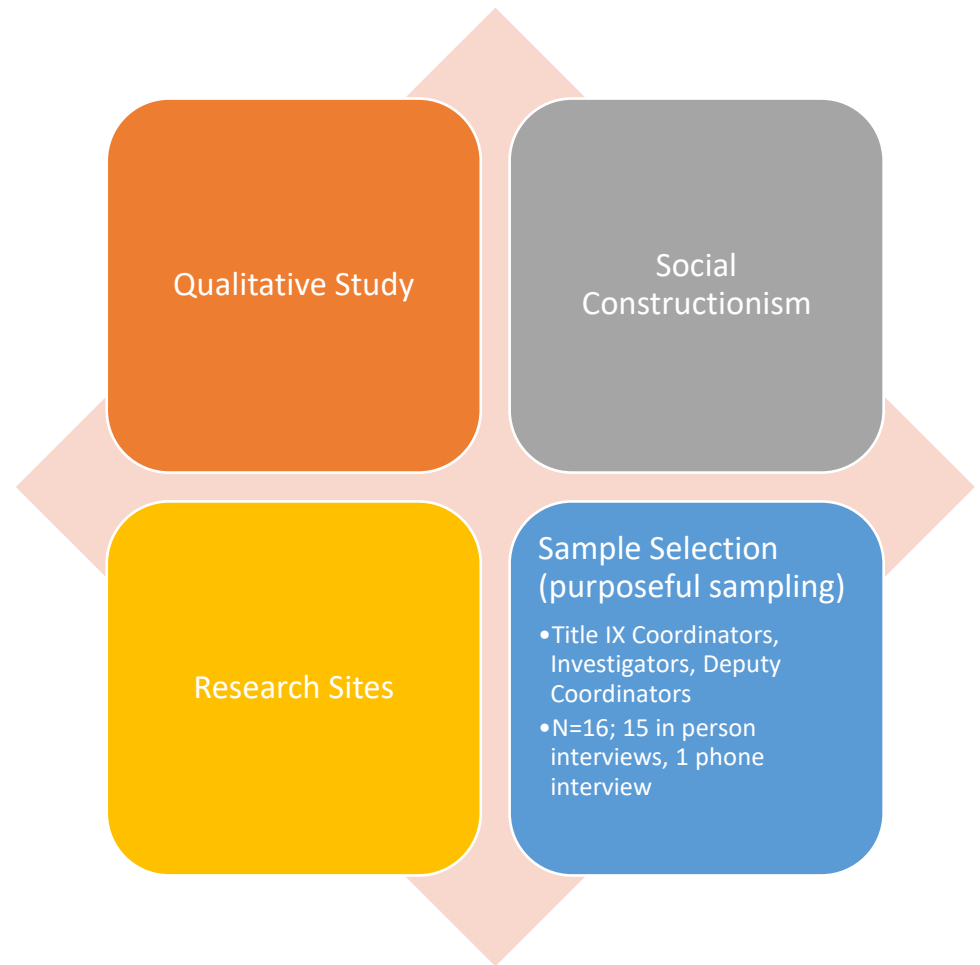 Qualitative Study
Social
Constructionism
Research Sites
Sample Selection
(purposeful sampling)
•Title IX Coordinators,
Investigators, Deputy
Coordinators
•N=16; 15 in person
interviews, 1 phone
interview